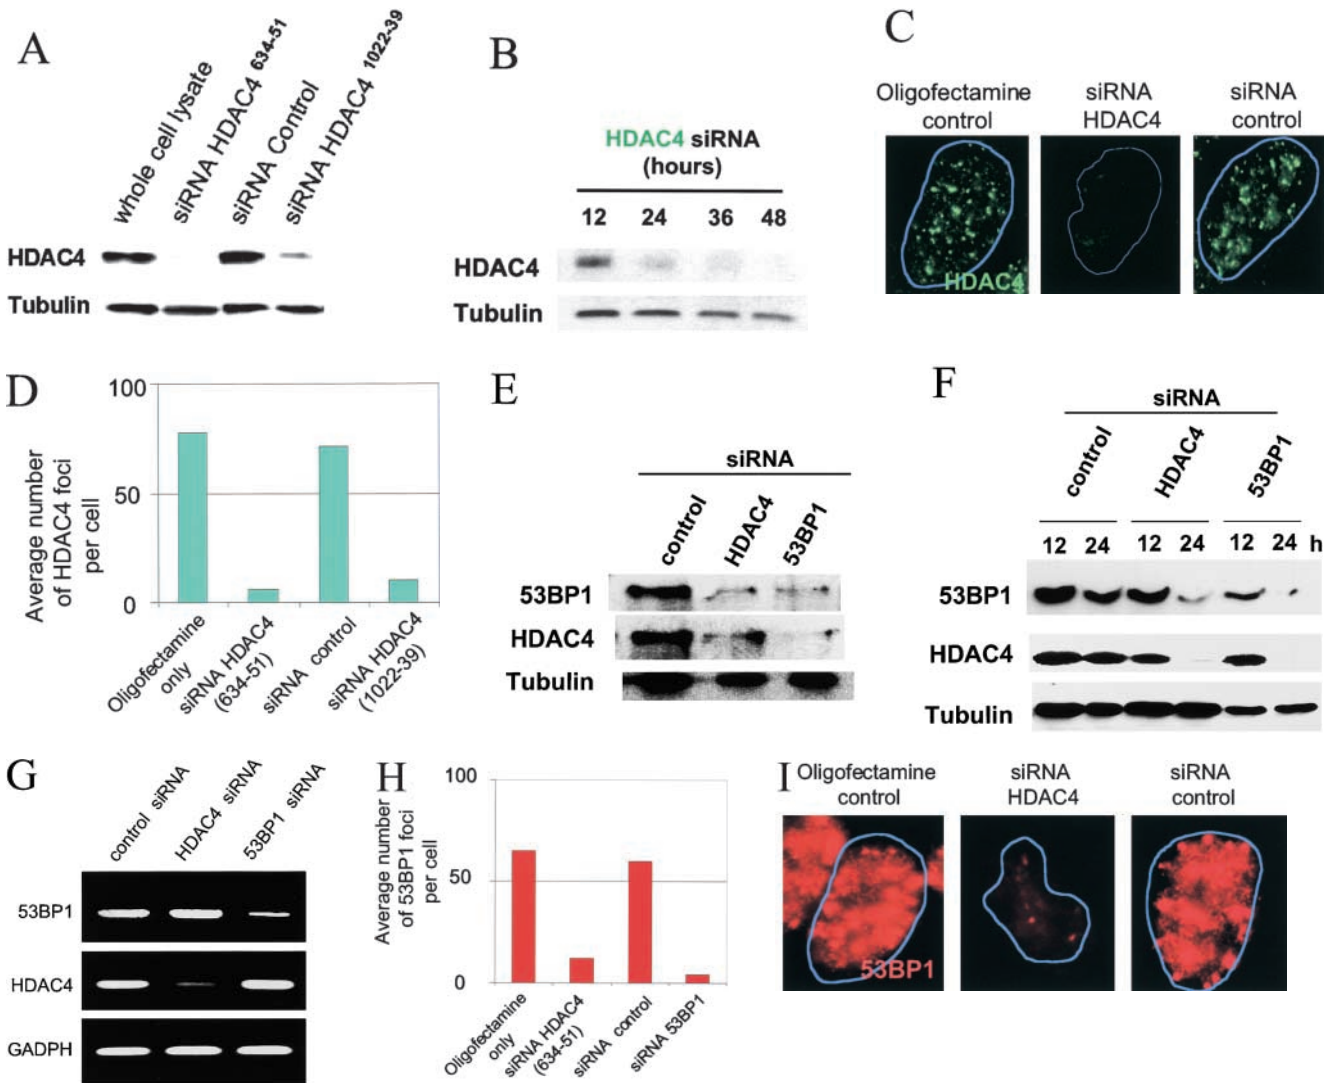 A
whole cell lysate
siRNA HDAC4 634-51
siRNA Control
siRNA HDAC4 1022-39
HDAC4
Tubulin
B
HDAC4 siRNA
(hours)
12 24 36 48
HDAC4
Tubulin
C
Oligofectamine
control
siRNA
HDAC4
siRNA
control
HDAC4
D
Average number
of HDAC4 foci
per cell
100
50
0
Oligofectamine
only
siRNA HDAC4
(634-51)
siRNA control
siRNA HDAC4
(1022-39)
E
siRNA
control
HDAC4
53BP1
53BP1
HDAC4
Tubulin
F
siRNA
control
HDAC4
53BP1
12 24 12 24 12 24 h
53BP1
HDAC4
Tubulin
G
control siRNA
HDAC4 siRNA
53BP1 siRNA
53BP1
HDAC4
GADPH
H
Average number
of 53BP1 foci
per cell
100
50
0
Oligofectamine
only
siRNA HDAC4
(634-51)
siRNA control
siRNA 53BP1
I
Oligofectamine
control
siRNA
HDAC4
siRNA
control
53BP1